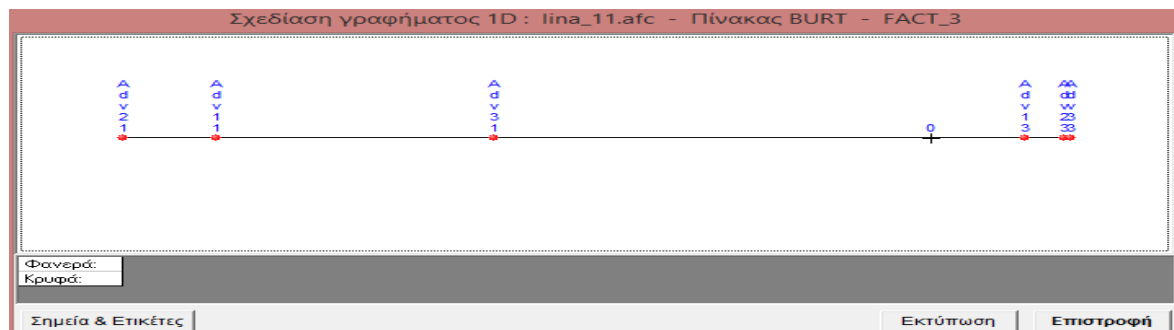 Σχεδίαση γραφήματος 1D : lina_11.afc - Πίνακας BURT - FACT_3
Adv21
Adv11
Adv31
0
Adv13
Φανερά:
Κρυφά:
Σημεία & Ετικέτες
Εκτύπωση
Επιστροφή